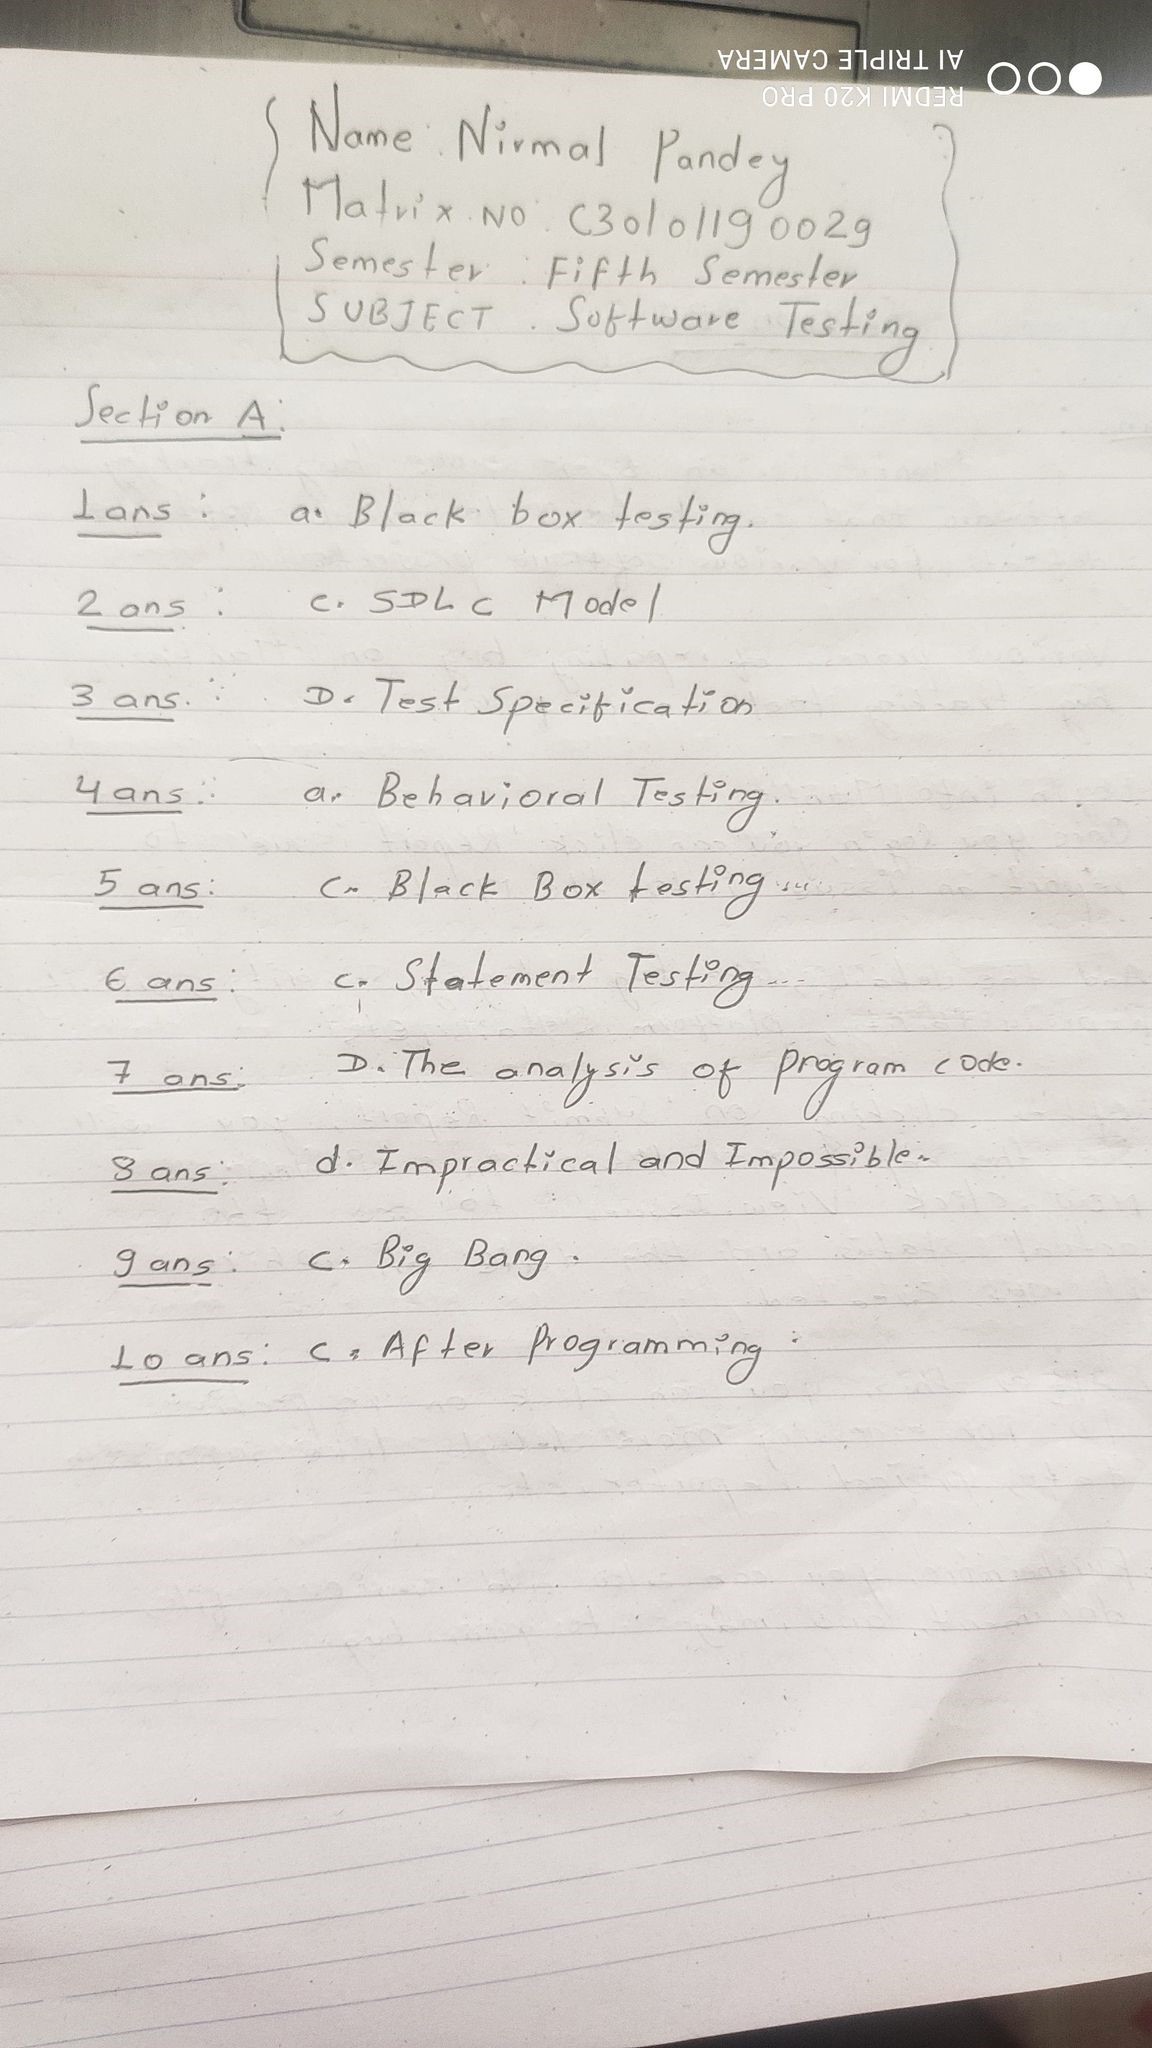 REDMI K20 PRO
AI TRIPLE CAMERA
Name : Nirmal Pandey
Matrix NO : C30101190029
Semester : Fifth Semester
SUBJECT . Software Testing
Section A:
1 ans : a. Black box testing.
2 ans : c. SDLC Model
3 ans. : D. Test Specification
4 ans : a. Behavioral Testing.
5 ans : c. Black Box testing...
6 ans : c. Statement Testing...
7 ans : D. The analysis of program code.
8 ans : d. Impractical and Impossible.
9 ans : c. Big Bang .
10 ans : c. After Programming :